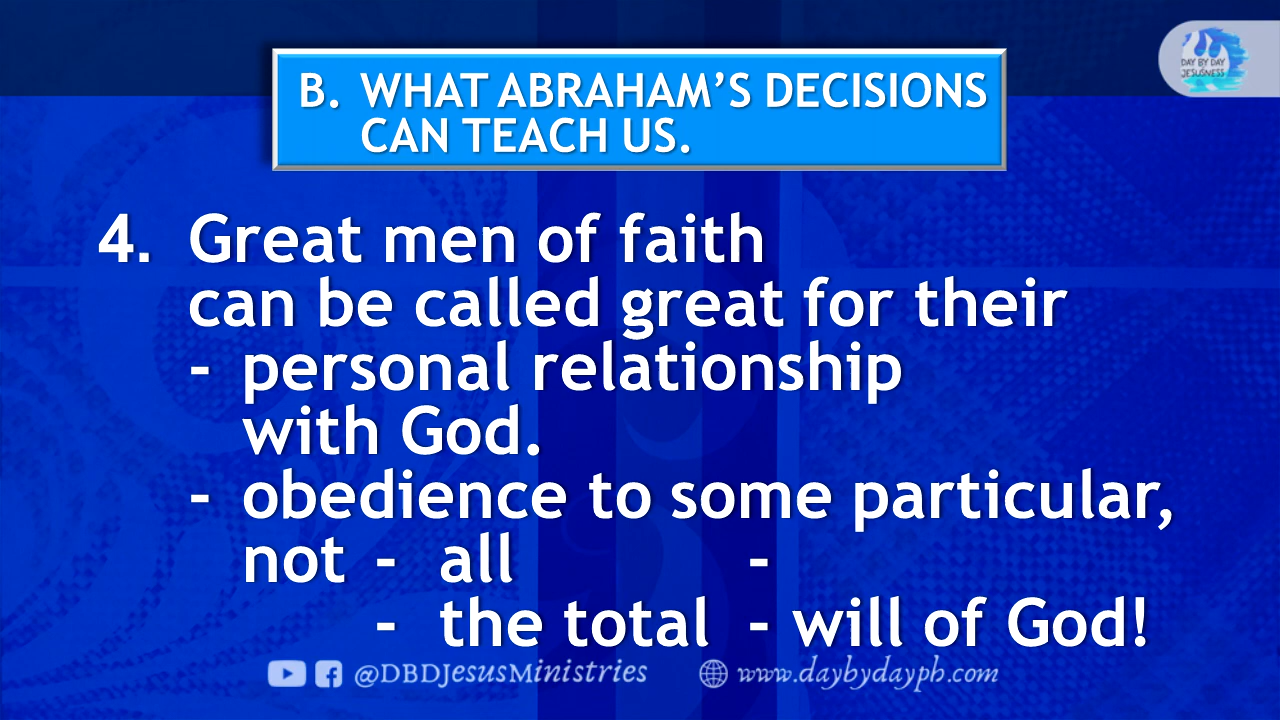 DAY BY DAY
JESUSNESS
B. WHAT ABRAHAM’S DECISIONS
CAN TEACH US.
4. Great men of faith
can be called great for their
- personal relationship
with God.
- obedience to some particular,
not - all -
- the total - will of God!
@DBDJesusMinistries www.daybydayph.com